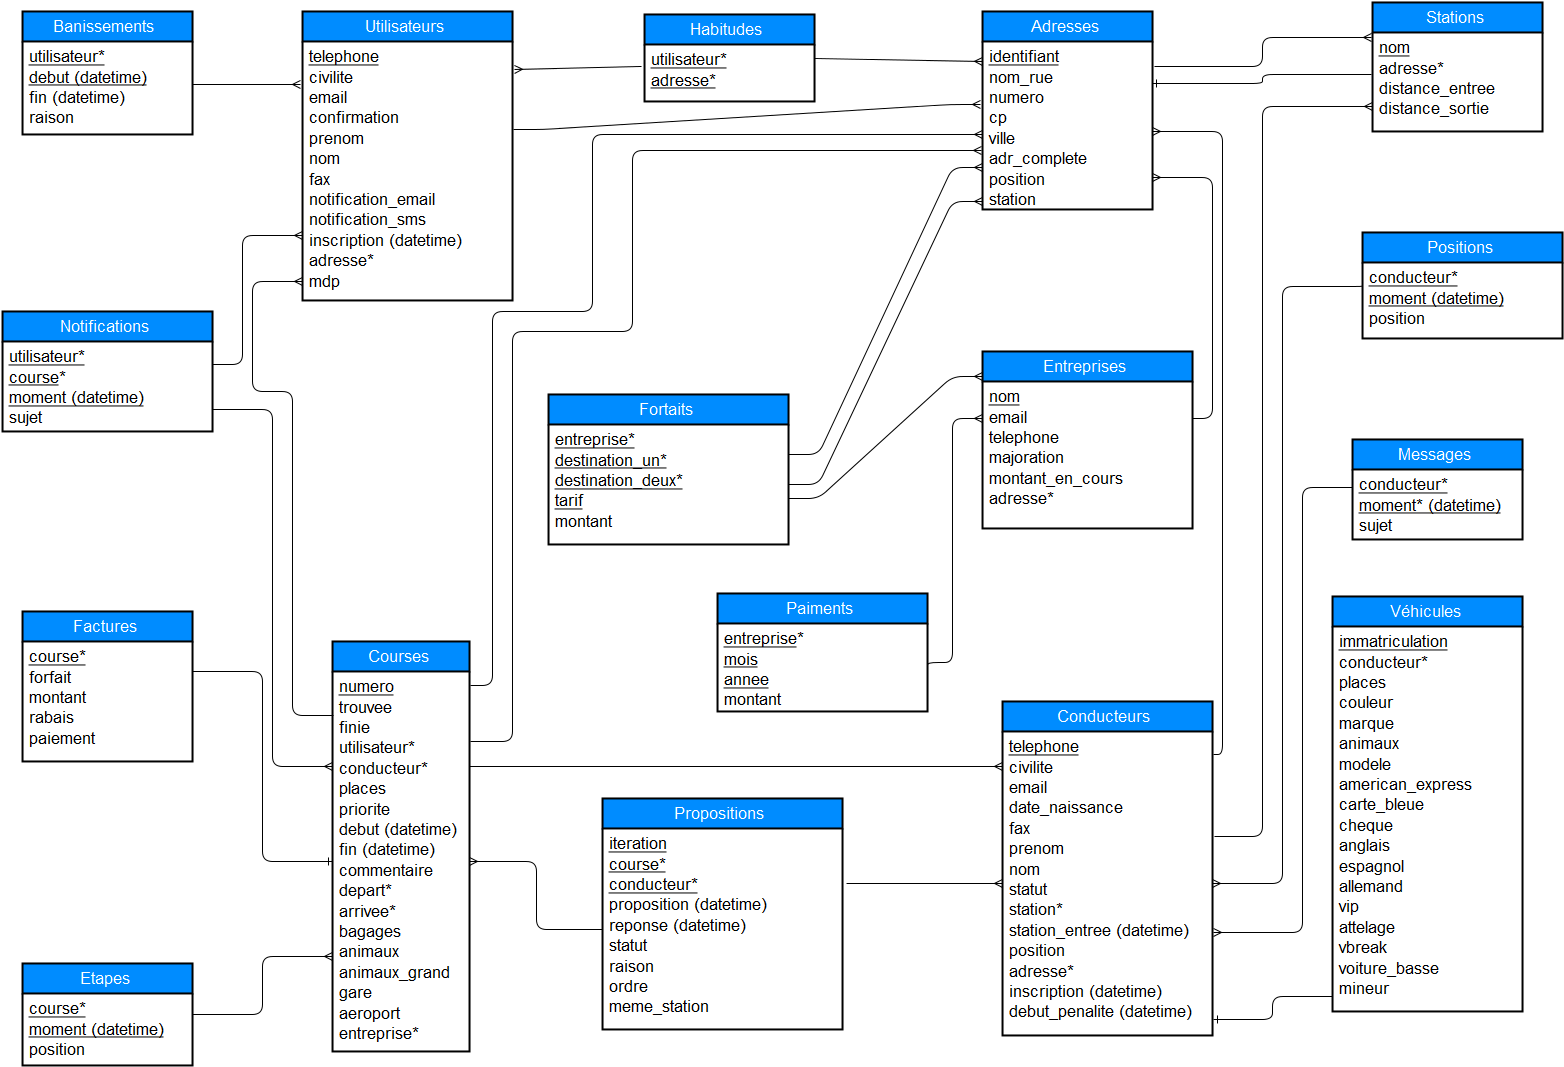 Banissements
utilisateur*
debut (datetime)
fin (datetime)
raison
Utilisateurs
telephone
civilite
email
confirmation
prenom
nom
fax
notification_email
notification_sms
inscription (datetime)
adresse*
mdp
Habitudes
utilisateur*
adresse*
Adresses
identifiant
nom_rue
numero
cp
ville
adr_complete
position
station
Stations
nom
adresse*
distance_entree
distance_sortie
Positions
conducteur*
moment (datetime)
position
Notifications
utilisateur*
course*
moment (datetime)
sujet
Fortaits
entreprise*
destination_un*
destination_deux*
tarif
montant
Entreprises
nom
email
telephone
majoration
montant_en_cours
adresse*
Messages
conducteur*
moment* (datetime)
sujet
Factures
course*
forfait
montant
rabais
paiement
Courses
numero
trouvee
finie
utilisateur*
conducteur*
places
priorite
debut (datetime)
fin (datetime)
commentaire
depart*
arrivee*
bagages
animaux
animaux_grand
gare
aeroport
entreprise*
Paiments
entreprise*
mois
annee
montant
Conducteurs
telephone
civilite
email
date_naissance
fax
prenom
nom
statut
station*
station_entree (datetime)
position
adresse*
inscription (datetime)
debut_penalite (datetime)
Véhicules
immatriculation
conducteur*
places
couleur
marque
animaux
modele
american_express
carte_bleue
cheque
anglais
espagnol
allemand
vip
attelage
vbreak
voiture_basse
mineur
Propositions
iteration
course*
conducteur*
proposition (datetime)
reponse (datetime)
statut
raison
ordre
meme_station
Etapes
course*
moment (datetime)
position